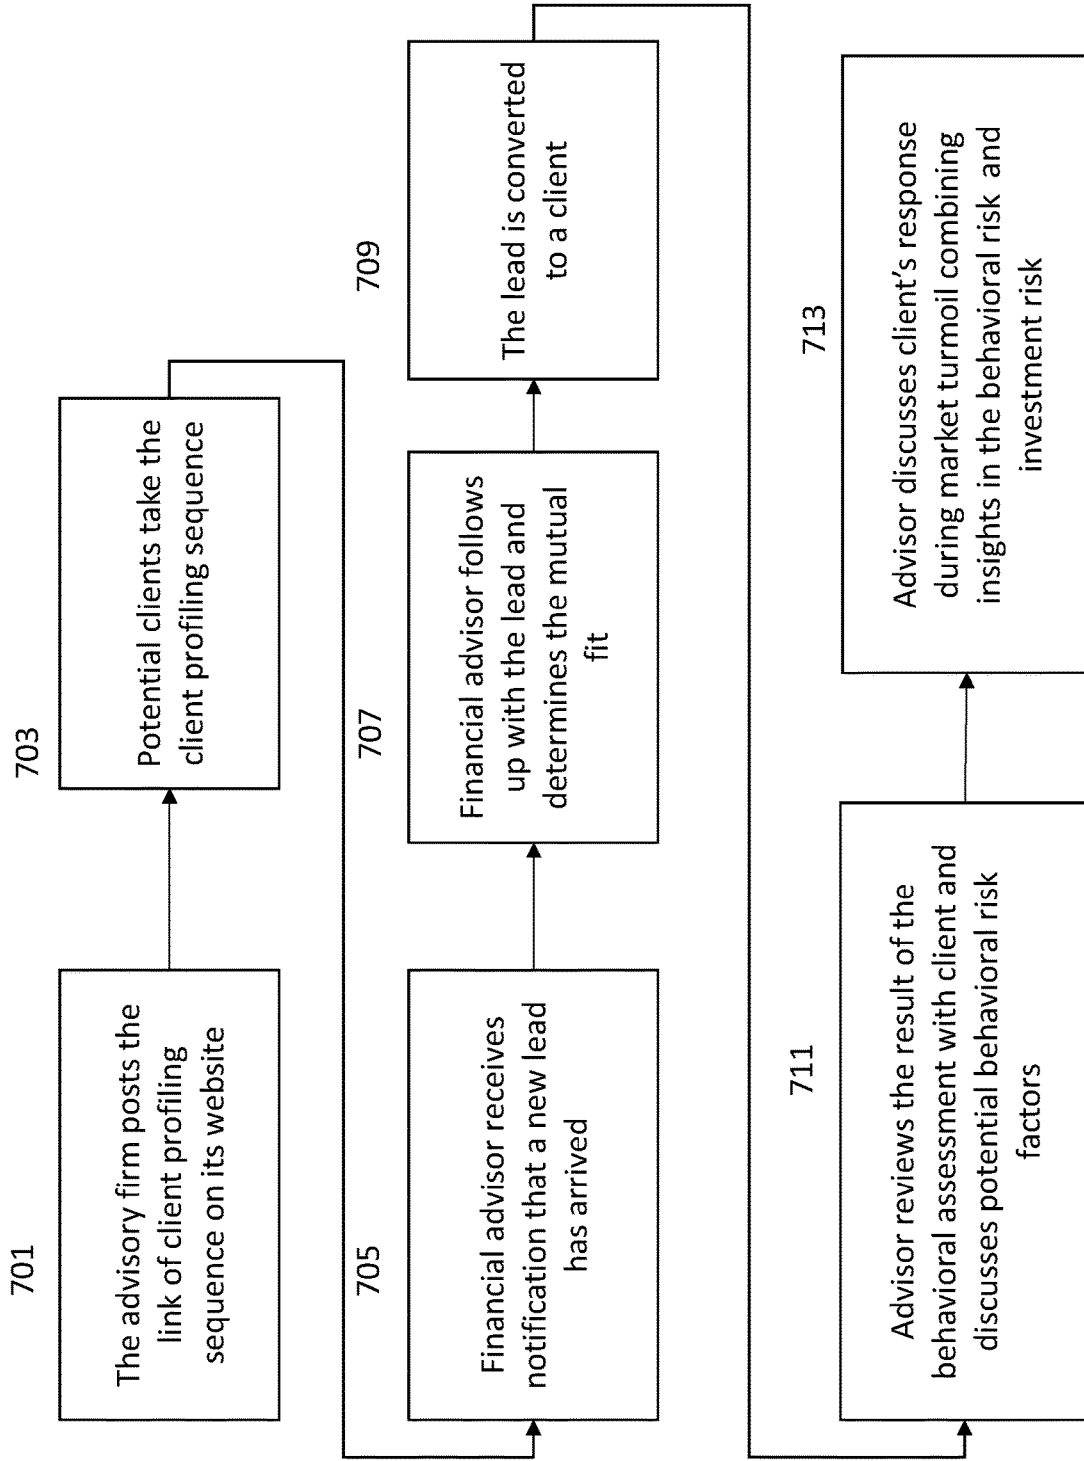 701
The advisory firm posts the
link of client profiling
sequence on its website
703
Potential clients take the
client profiling sequence
705
Financial advisor receives
notification that a new lead
has arrived
707
Financial advisor follows
up with the lead and
determines the mutual
fit
709
The lead is converted
to a client
711
Advisor reviews the result of the
behavioral assessment with client and
discusses potential behavioral risk
factors
713
Advisor discusses client's response
during market turmoil combining
insights in the behavioral risk and
investment risk